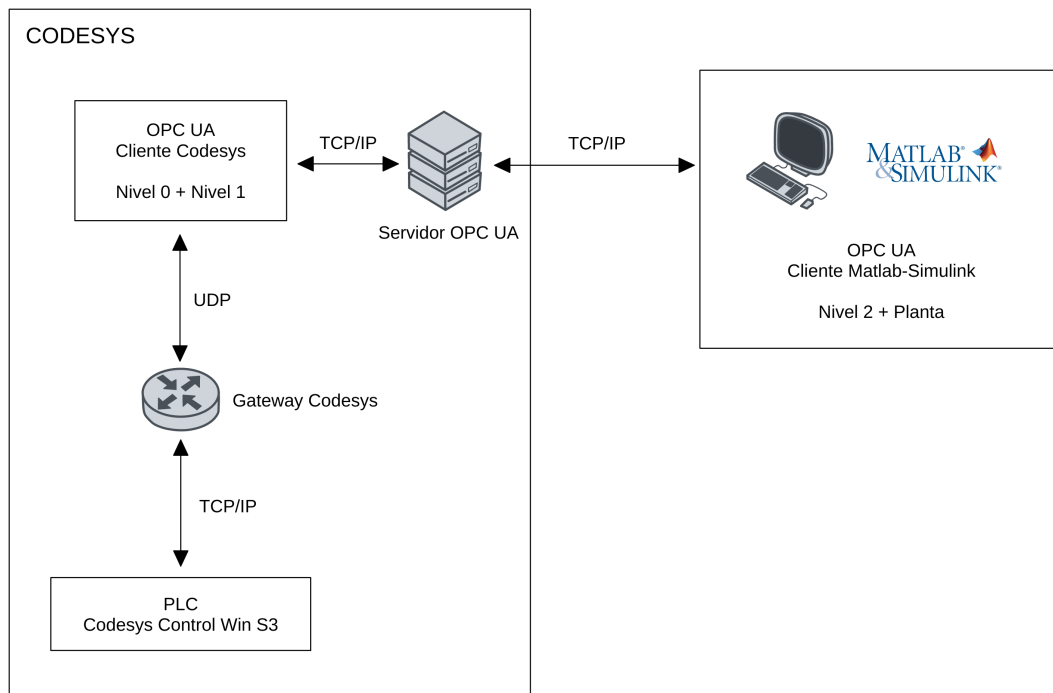 CODESYS
OPC UA
Cliente Codesys
Nivel 0 + Nivel 1
TCP/IP
Servidor OPC UA
TCP/IP
MATLAB®
&SIMULINK®
OPC UA
Cliente Matlab-Simulink
Nivel 2 + Planta
UDP
Gateway Codesys
TCP/IP
PLC
Codesys Control Win S3